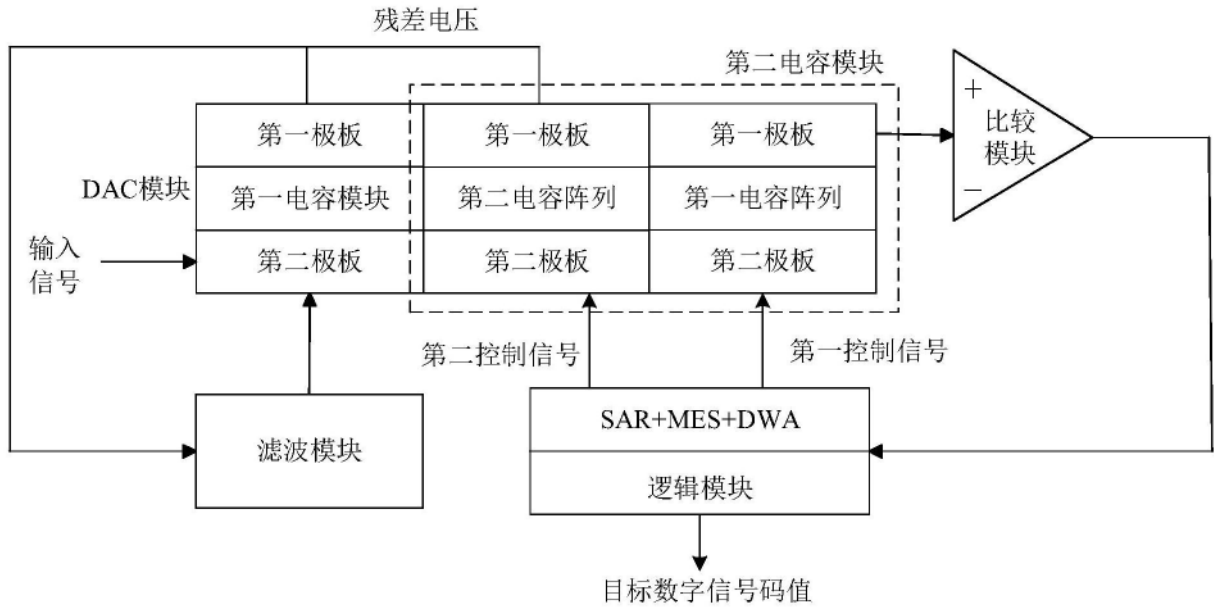 残差电压
第二电容模块
第一极板
第一极板
第一极板
+
比较
模块
−
DAC模块
第一电容模块
第二电容阵列
第一电容阵列
输入
信号
第二极板
第二极板
第二极板
第二控制信号
第一控制信号
滤波模块
SAR+MES+DWA
逻辑模块
目标数字信号码值